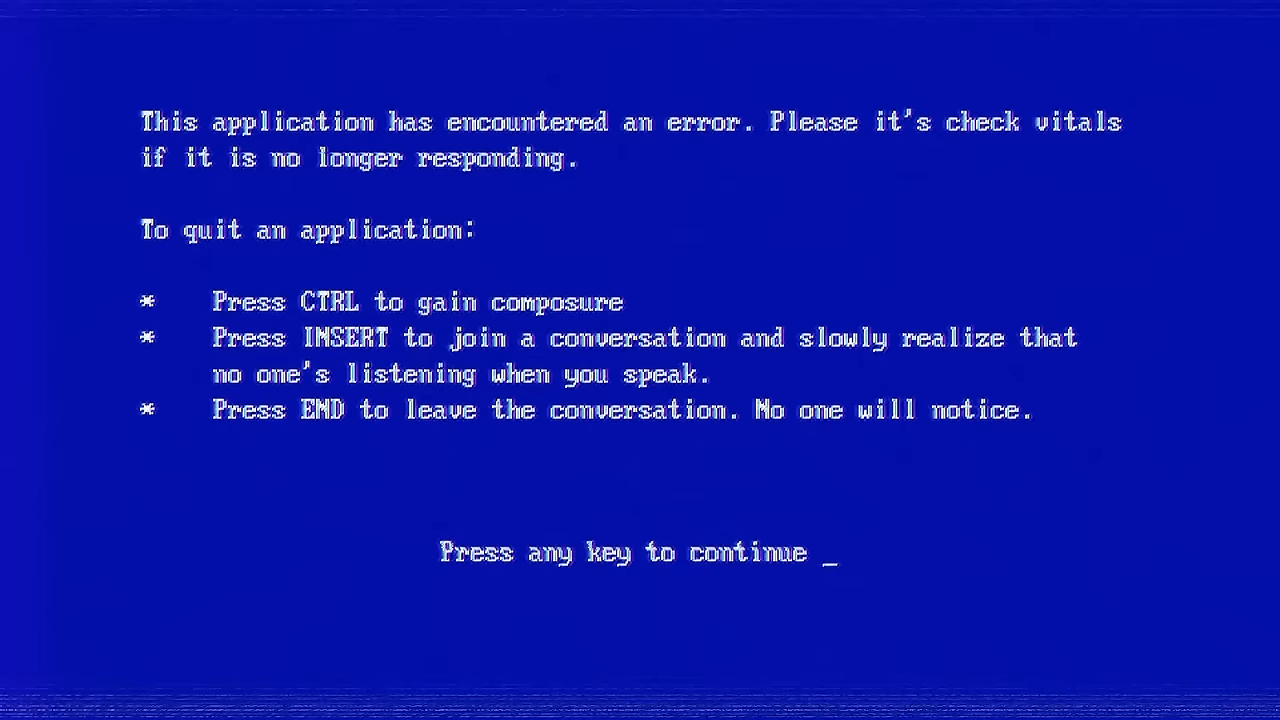 This application has encountered an error. Please it's check vitals
if it is no longer responding.
To quit an application:
* Press CTRL to gain composure
* Press INSERT to join a conversation and slowly realize that
no one's listening when you speak.
* Press END to leave the conversation. No one will notice.
Press any key to continue _